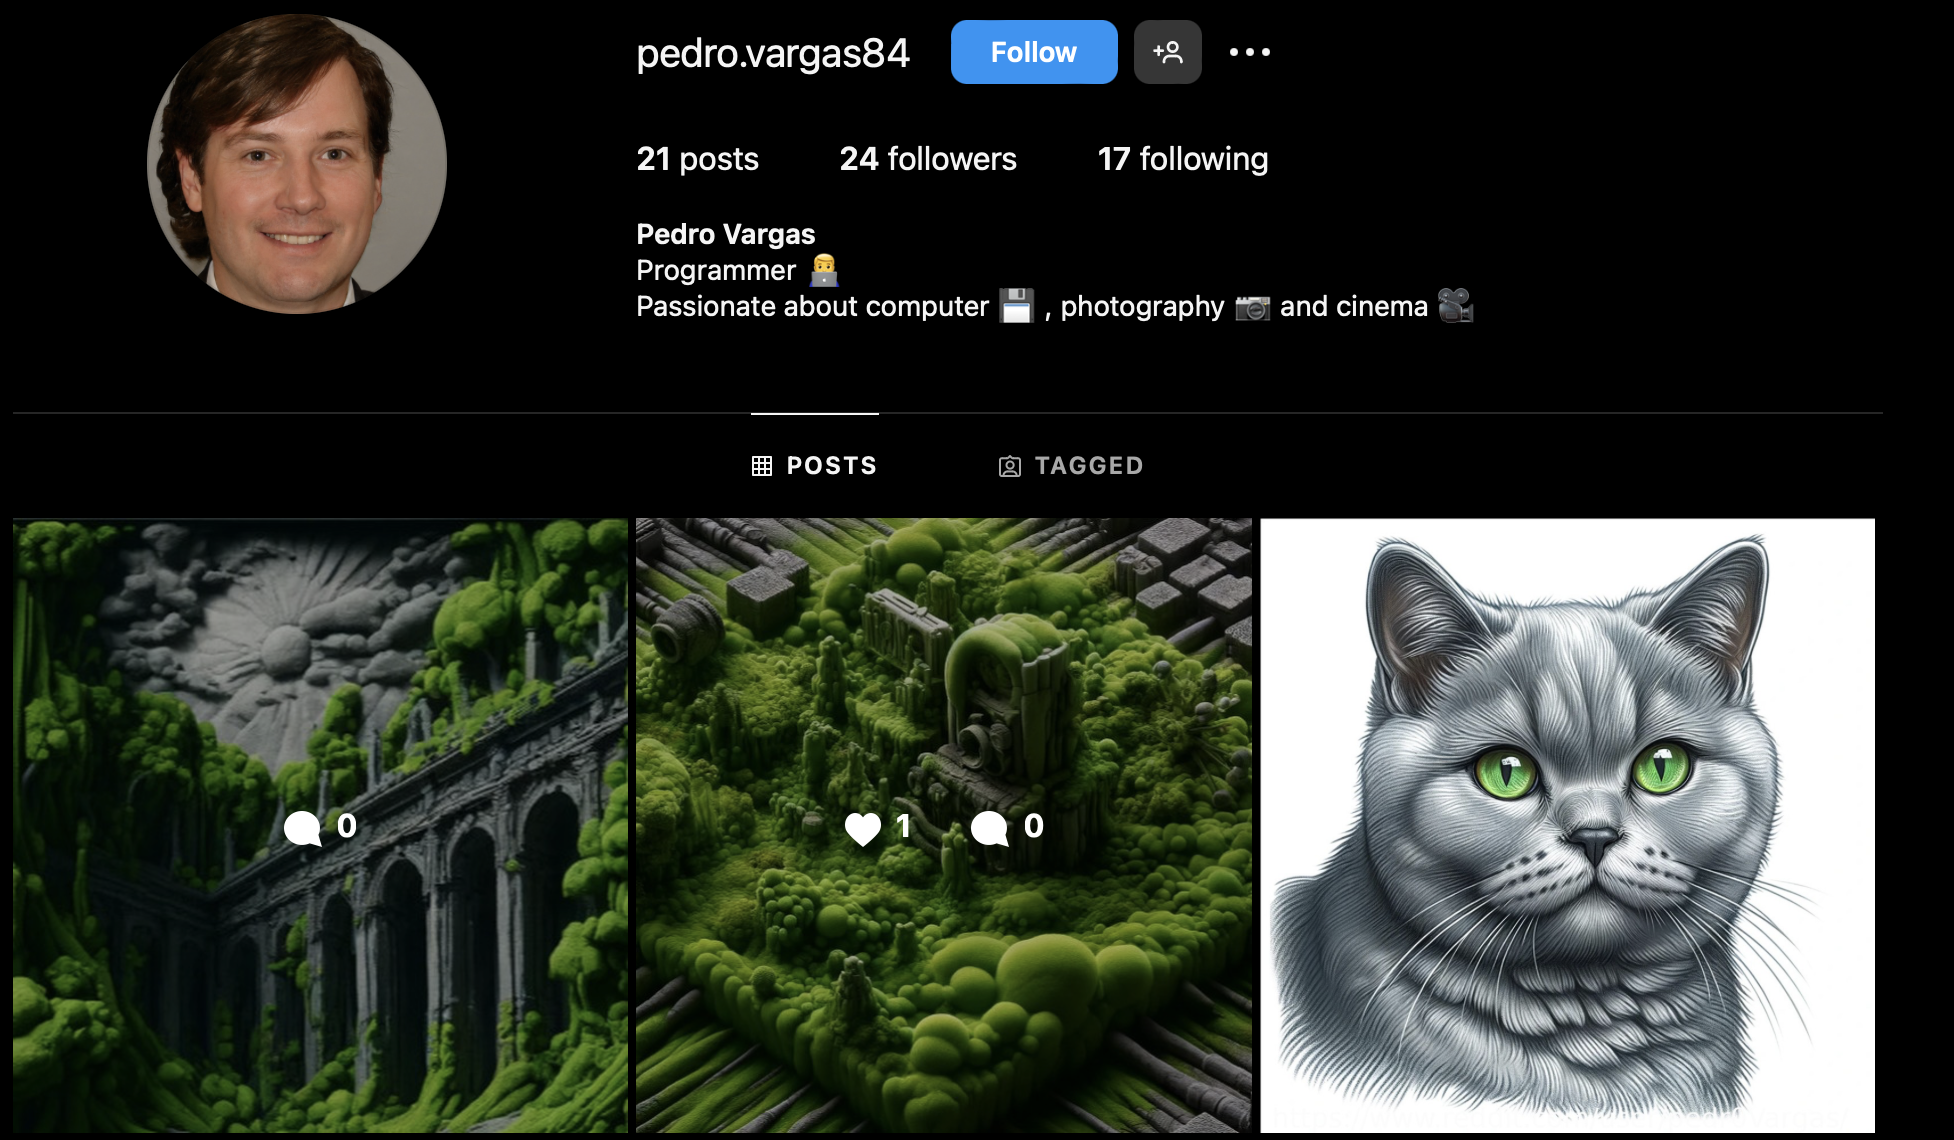 pedro.vargas84 Follow
21 posts 24 followers 17 following
Pedro Vargas
Programmer
Passionate about computer , photography and cinema
POSTS TAGGED
0
1 0